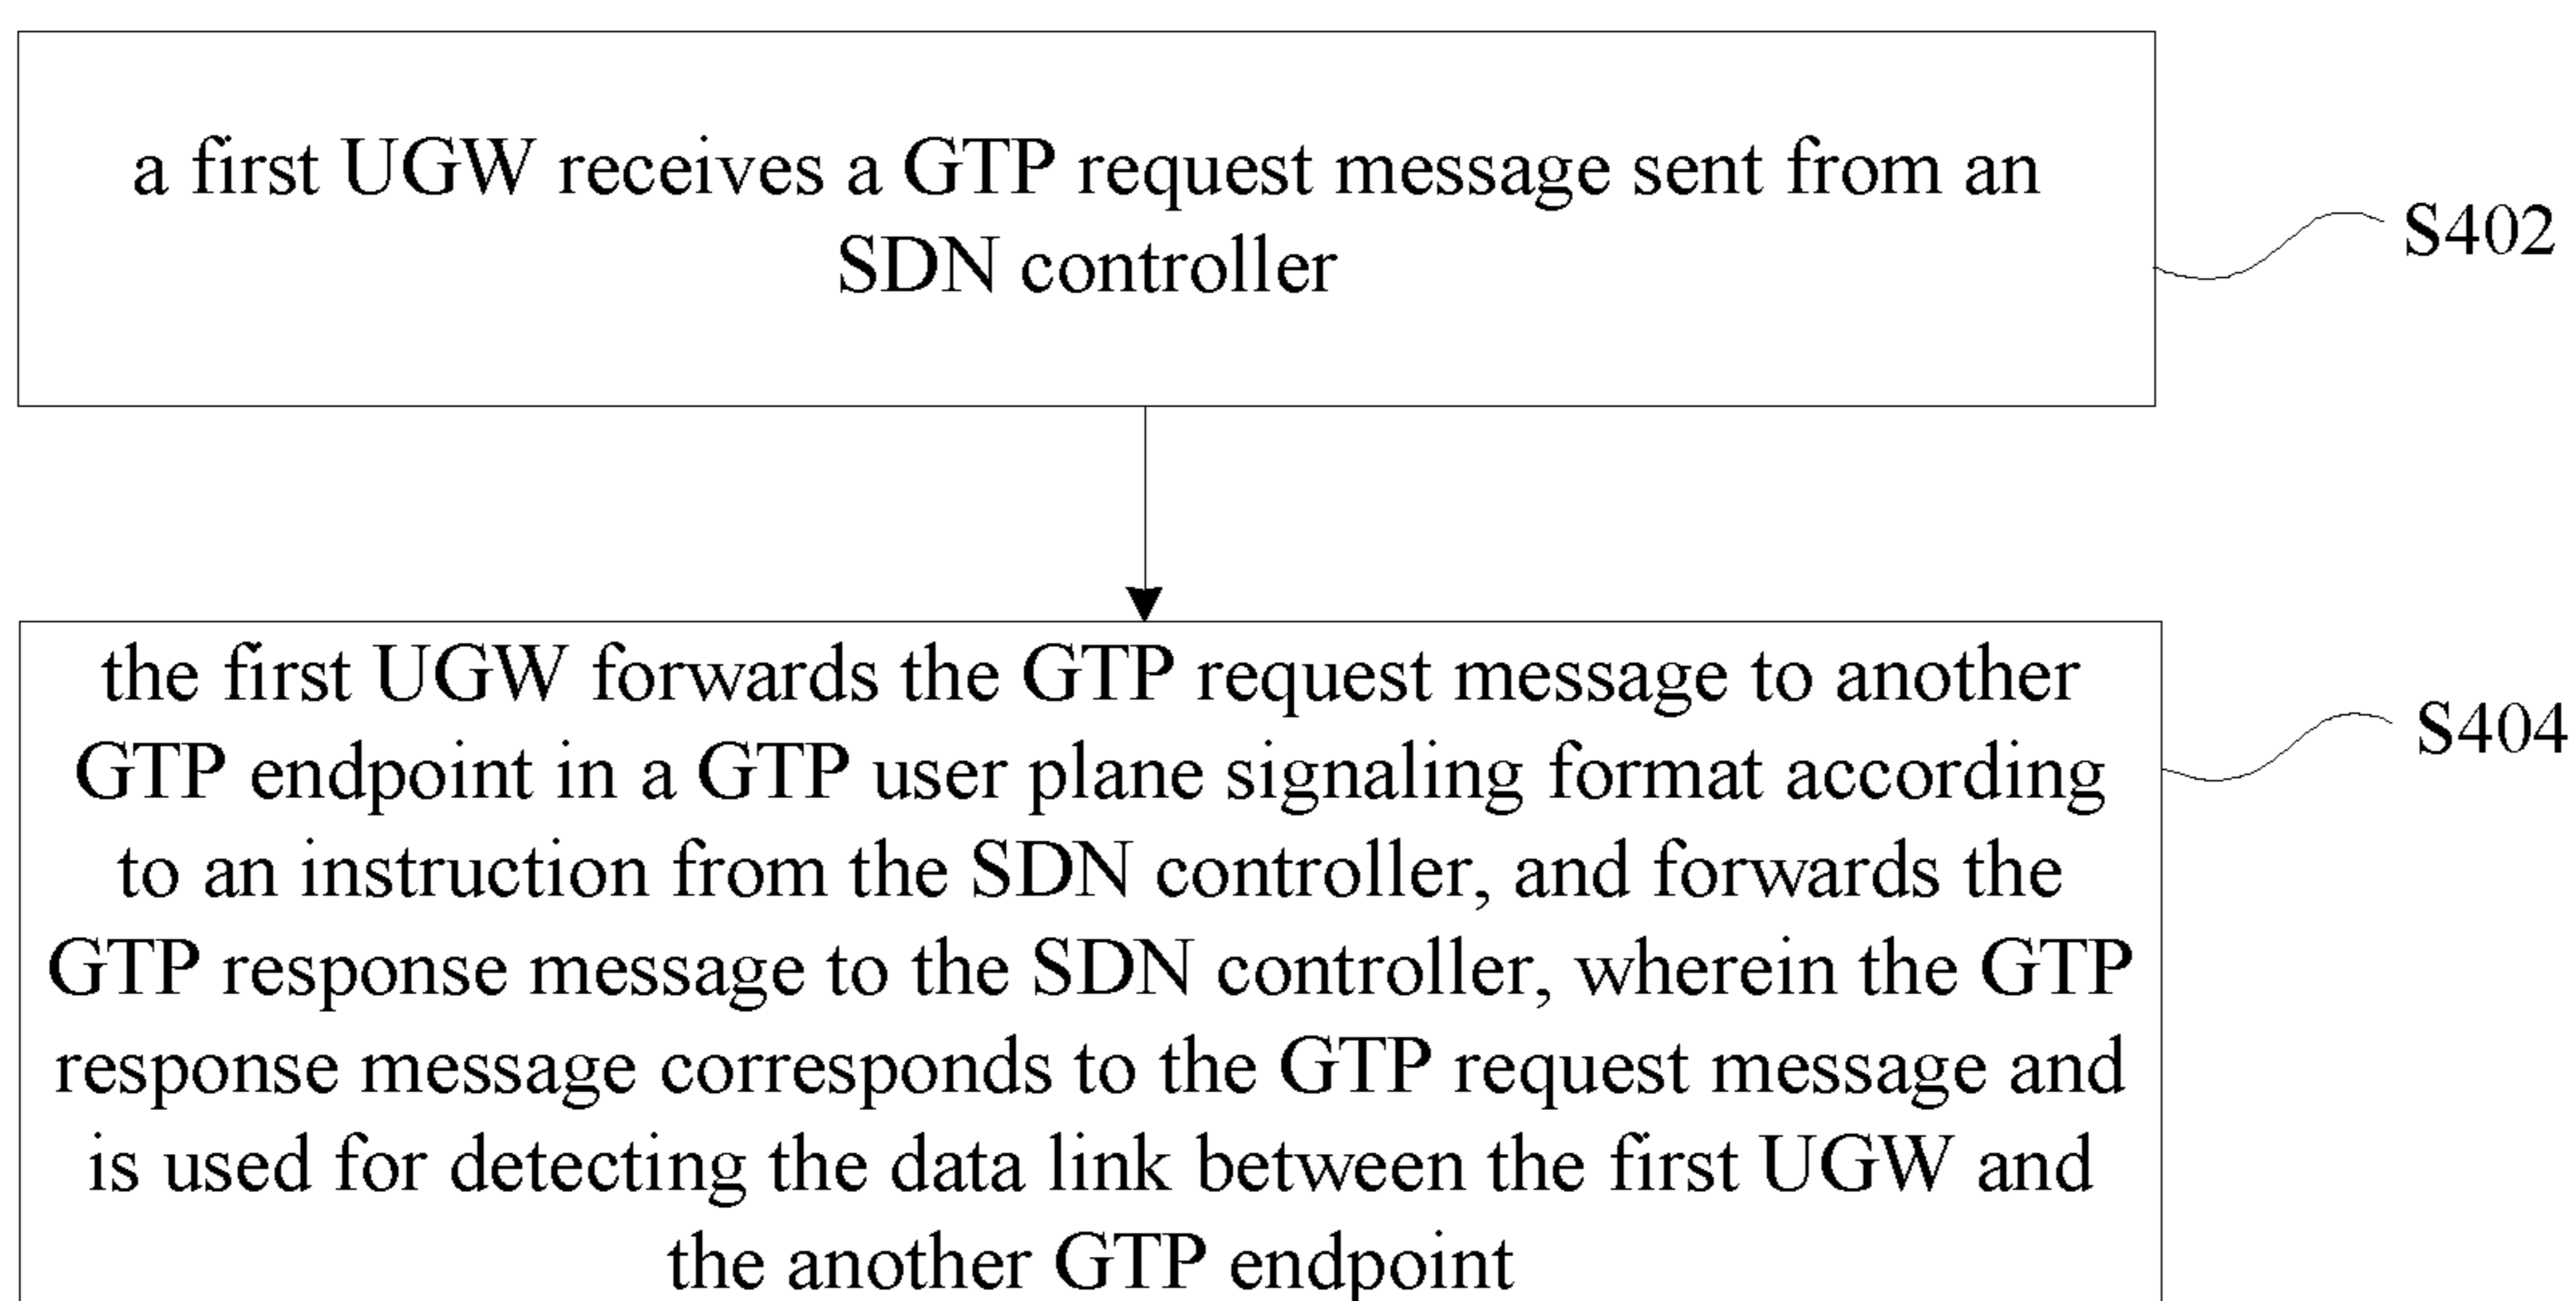 a first UGW receives a GTP request message sent from an
SDN controller
S402
the first UGW forwards the GTP request message to another
GTP endpoint in a GTP user plane signaling format according
to an instruction from the SDN controller, and forwards the
GTP response message to the SDN controller, wherein the GTP
response message corresponds to the GTP request message and
is used for detecting the data link between the first UGW and
the another GTP endpoint
S404